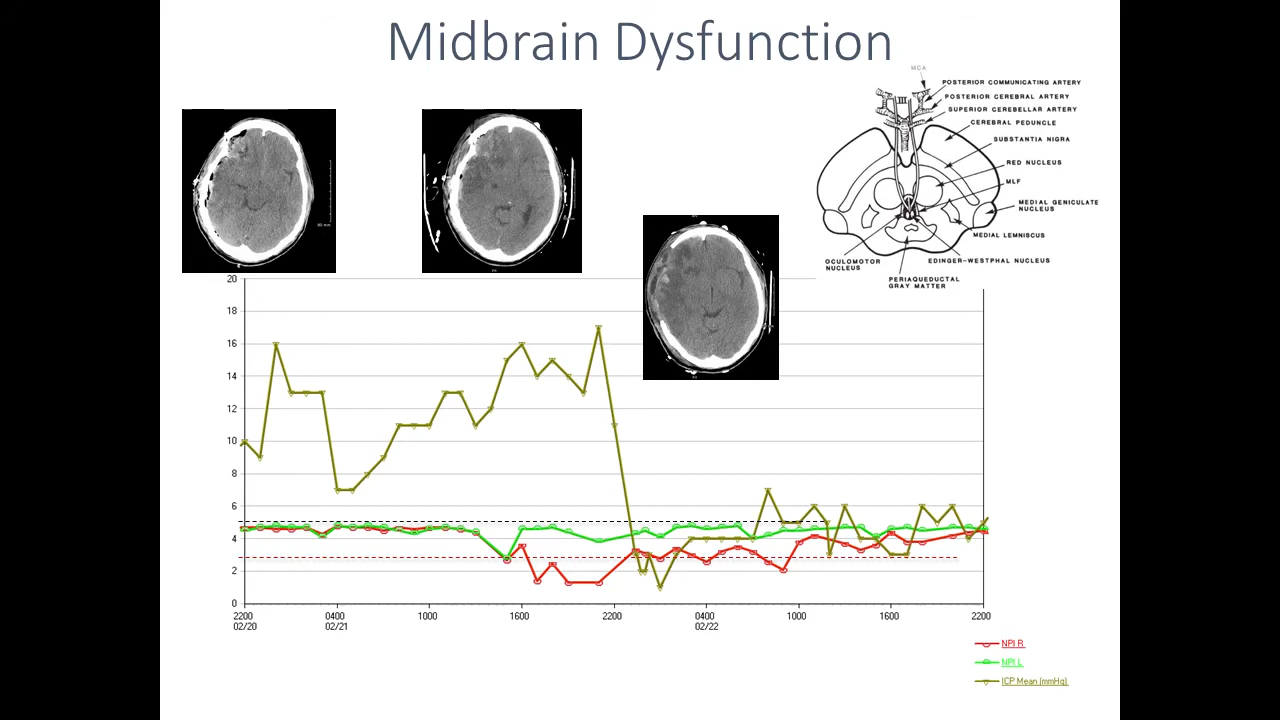 Midbrain Dysfunction
MCA
POSTERIOR COMMUNICATING ARTERY
POSTERIOR CEREBRAL ARTERY
SUPERIOR CEREBELLAR ARTERY
CEREBRAL PEDUNCLE
SUBSTANTIA NIGRA
RED NUCLEUS
MLF
MEDIAL GENICULATE
NUCLEUS
MEDIAL LEMNISCUS
EDINGER-WESTPHAL NUCLEUS
OCULOMOTOR
NUCLEUS
PERIAQUEDUCTAL
GRAY MATTER
20
18
16
14
12
10
8
6
4
2
0
2200 0400 1000 1600 2200 0400 1000 1600 2200
02/20 02/21 02/22
NPI R
NPI L
ICP Mean (mmHg)